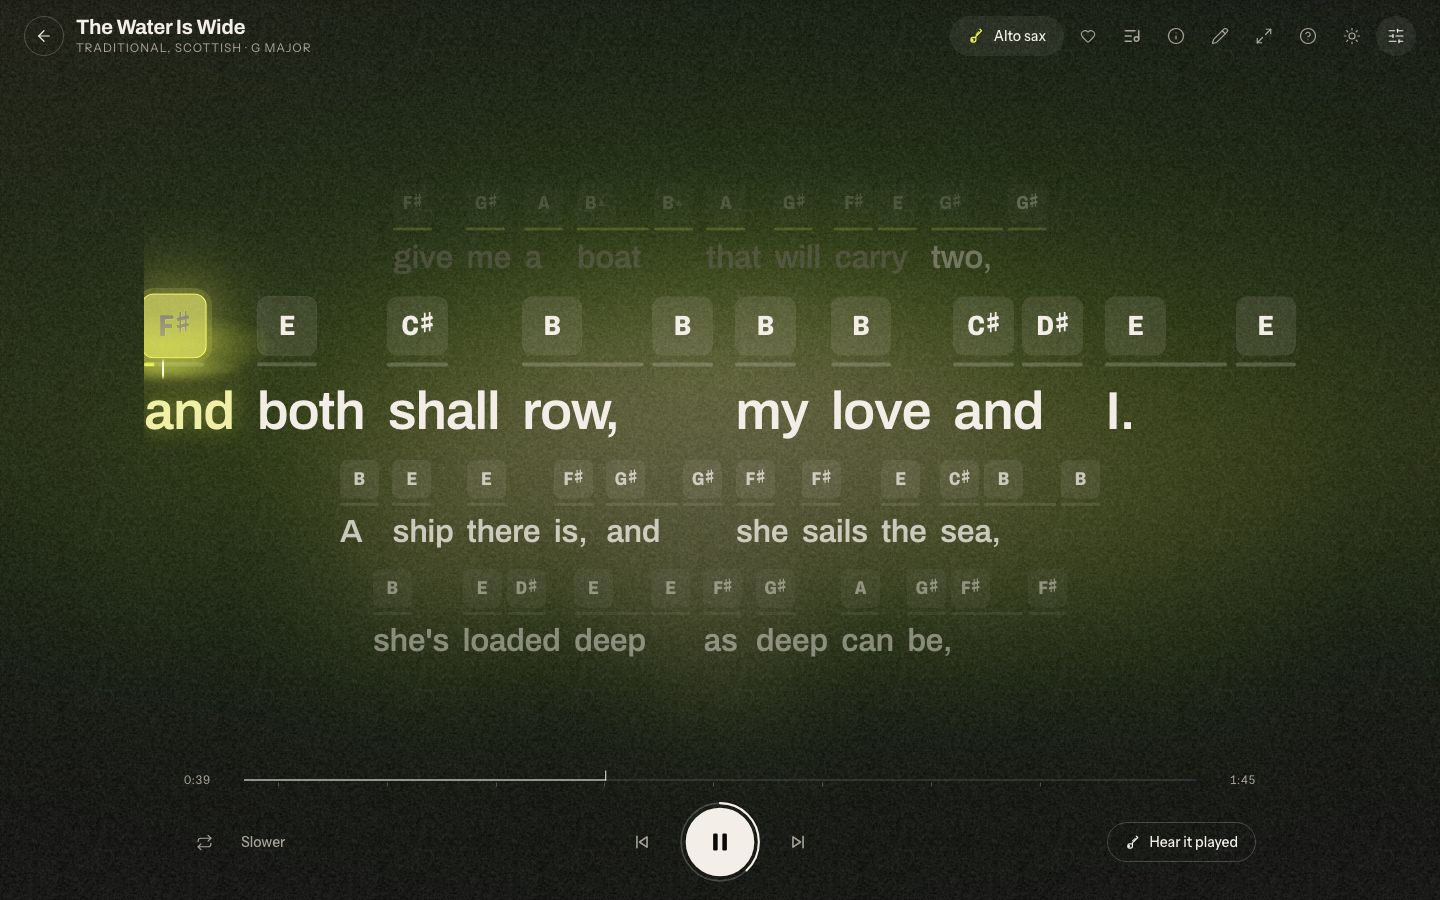 The Water Is Wide
TRADITIONAL, SCOTTISH · G MAJOR
Alto sax
F♯ G♯ A B B A G♯ F♯ E G♯ G♯
give me a boat that will carry two,
F♯ E C♯ B B B B C♯ D♯ E E
and both shall row, my love and I.
B E E F♯ G♯ G♯ F♯ F♯ E C♯ B B
A ship there is, and she sails the sea,
B E D♯ E E F♯ G♯ A G♯ F♯ F♯
she's loaded deep as deep can be,
0:39
1:45
Slower
Hear it played